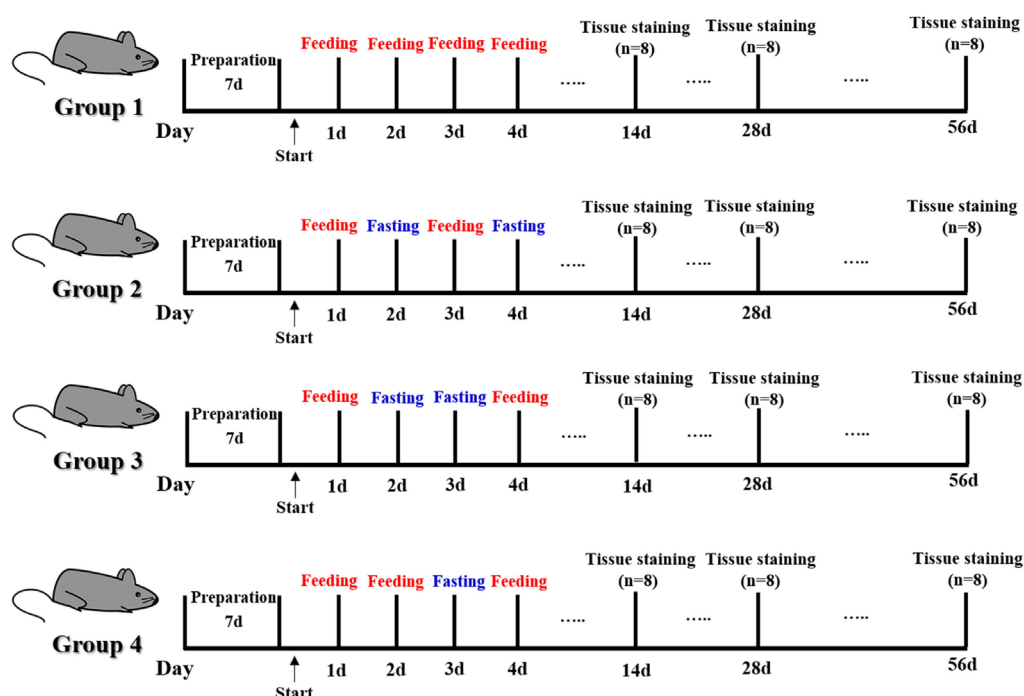 Feeding Feeding Feeding Feeding
Tissue staining (n=8)
Tissue staining (n=8)
Tissue staining (n=8)
Preparation
7d
.....
.....
.....
Group 1
Day
1d 2d 3d 4d 14d 28d 56d
Start
Feeding Fasting Feeding Fasting
Tissue staining (n=8)
Tissue staining (n=8)
Tissue staining (n=8)
Preparation
7d
.....
.....
.....
Group 2
Day
1d 2d 3d 4d 14d 28d 56d
Start
Feeding Fasting Fasting Feeding
Tissue staining (n=8)
Tissue staining (n=8)
Tissue staining (n=8)
Preparation
7d
.....
.....
.....
Group 3
Day
1d 2d 3d 4d 14d 28d 56d
Start
Feeding Feeding Fasting Feeding
Tissue staining (n=8)
Tissue staining (n=8)
Tissue staining (n=8)
Preparation
7d
.....
.....
.....
Group 4
Day
1d 2d 3d 4d 14d 28d 56d
Start